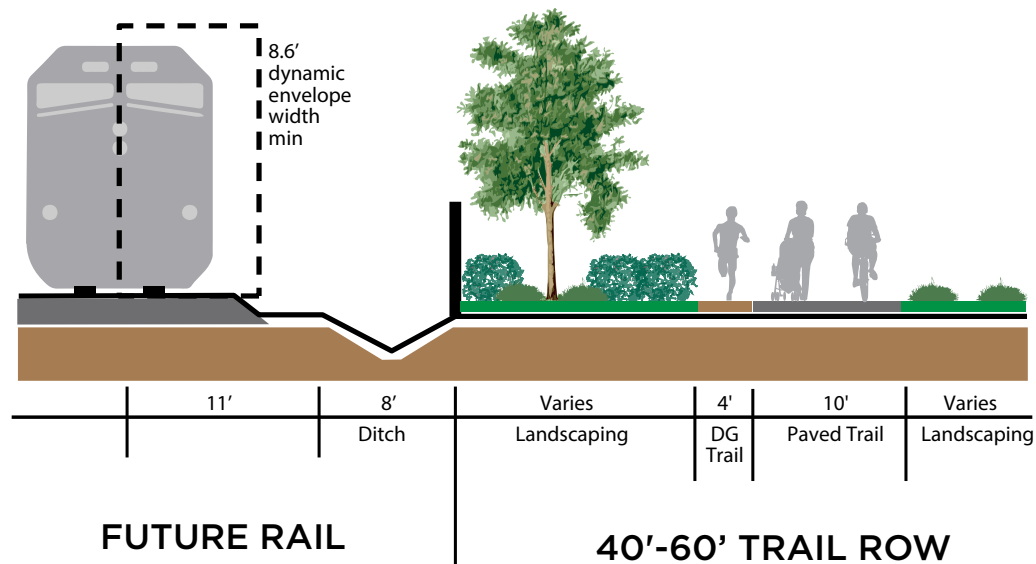 8.6’
dynamic
envelope
width
min
11’ 8’ Varies 4' 10' Varies
Ditch Landscaping DG Paved Trail Landscaping
Trail
FUTURE RAIL
40'-60’ TRAIL ROW